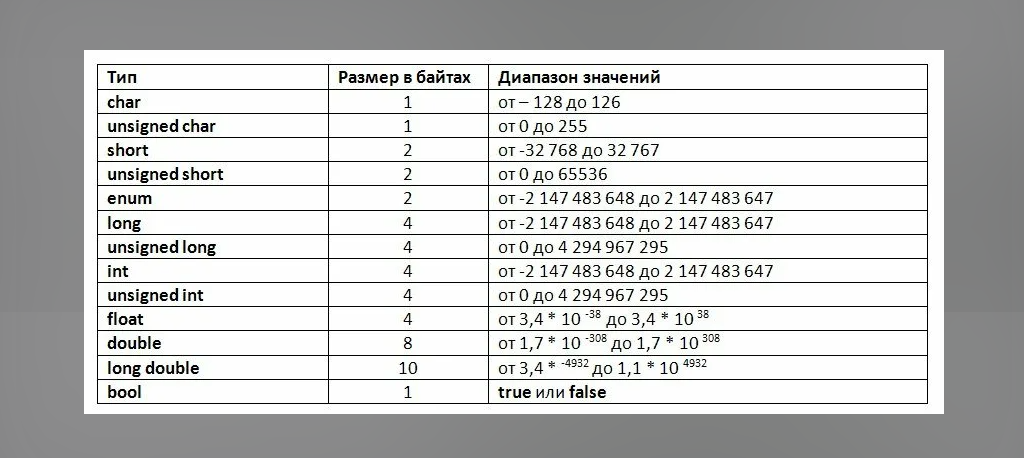 Тип Размер в байтах Диапазон значений
char 1 от – 128 до 126
unsigned char 1 от 0 до 255
short 2 от -32 768 до 32 767
unsigned short 2 от 0 до 65536
enum 2 от -2 147 483 648 до 2 147 483 647
long 4 от -2 147 483 648 до 2 147 483 647
unsigned long 4 от 0 до 4 294 967 295
int 4 от -2 147 483 648 до 2 147 483 647
unsigned int 4 от 0 до 4 294 967 295
float 4 от 3,4 * 10 -38 до 3,4 * 10 38
double 8 от 1,7 * 10 -308 до 1,7 * 10 308
long double 10 от 3,4 * -4932 до 1,1 * 10 4932
bool 1 true или false